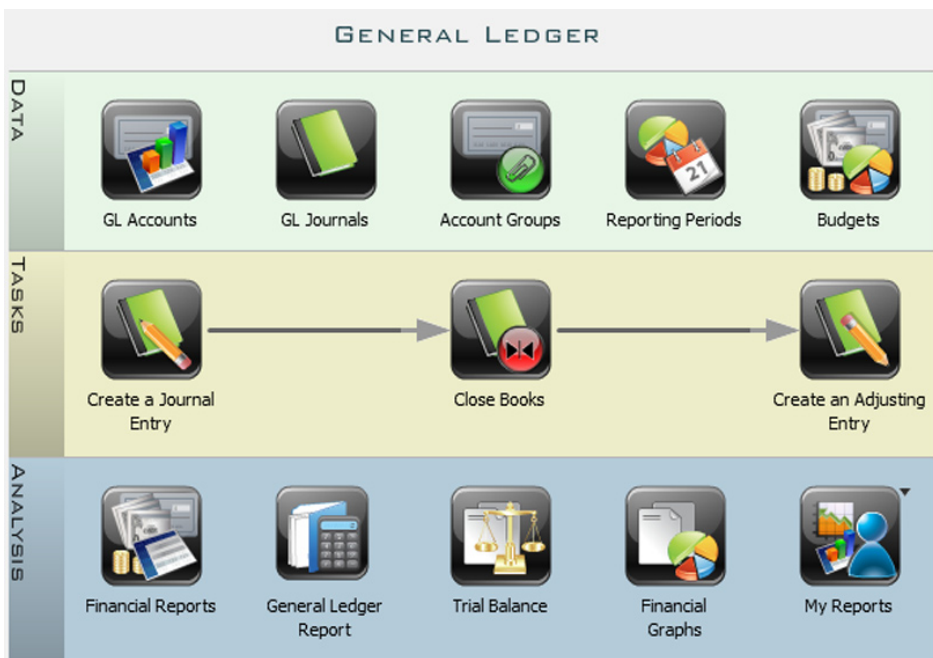 GENERAL LEDGER
DATA
GL Accounts
GL Journals
Account Groups
Reporting Periods
21
Budgets
TASKS
Create a Journal
Entry
Close Books
Create an Adjusting
Entry
ANALYSIS
Financial Reports
General Ledger
Report
Trial Balance
Financial
Graphs
My Reports